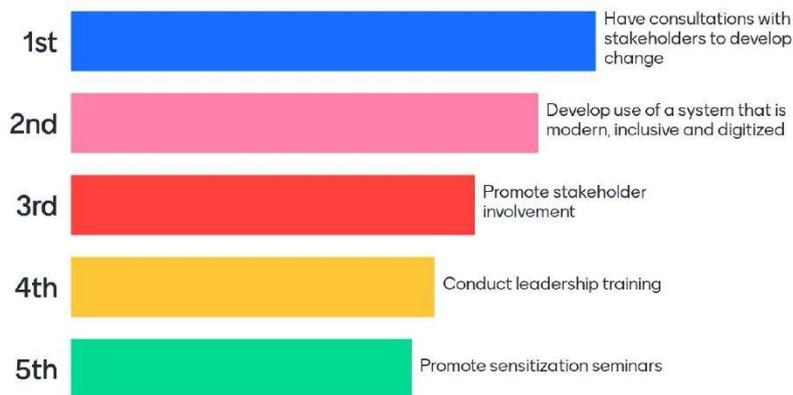 1st
Have consultations with
stakeholders to develop
change
2nd
Develop use of a system that is
modern, inclusive and digitized
3rd
Promote stakeholder
involvement
4th
Conduct leadership training
5th
Promote sensitization seminars